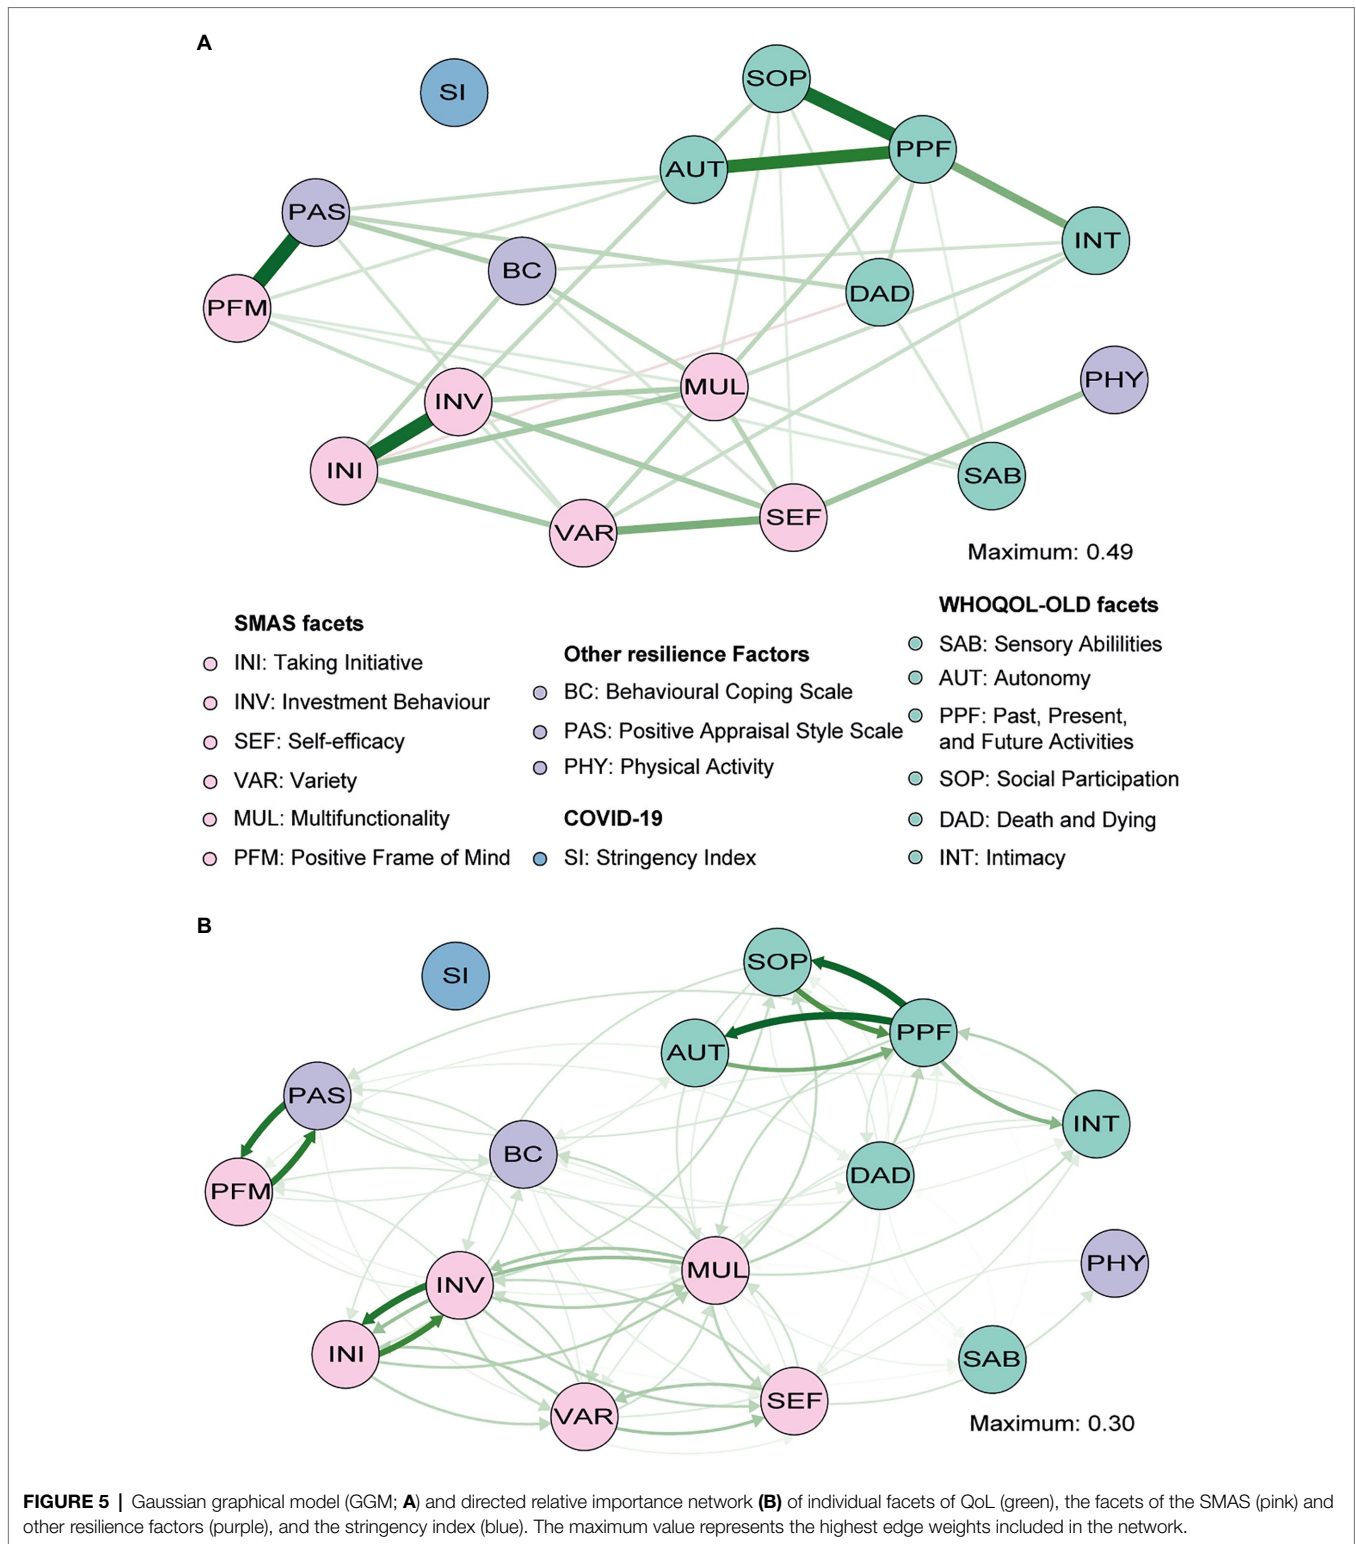 A
SI
SOP
AUT
PPF
PAS
INT
BC
DAD
PFM
MUL
PHY
INV
INI
SAB
VAR
SEF
Maximum: 0.49
SMAS facets
INI: Taking Initiative
INV: Investment Behaviour
SEF: Self-efficacy
VAR: Variety
MUL: Multifunctionality
PFM: Positive Frame of Mind
Other resilience Factors
BC: Behavioural Coping Scale
PAS: Positive Appraisal Style Scale
PHY: Physical Activity
COVID-19
SI: Stringency Index
WHOQOL-OLD facets
SAB: Sensory Abililities
AUT: Autonomy
PPF: Past, Present,
and Future Activities
SOP: Social Participation
DAD: Death and Dying
INT: Intimacy
B
SI
SOP
PPF
AUT
PAS
INT
BC
DAD
PFM
MUL
PHY
INV
INI
SAB
VAR
SEF
Maximum: 0.30
FIGURE 5 | Gaussian graphical model (GGM; A) and directed relative importance network (B) of individual facets of QoL (green), the facets of the SMAS (pink) and
other resilience factors (purple), and the stringency index (blue). The maximum value represents the highest edge weights included in the network.